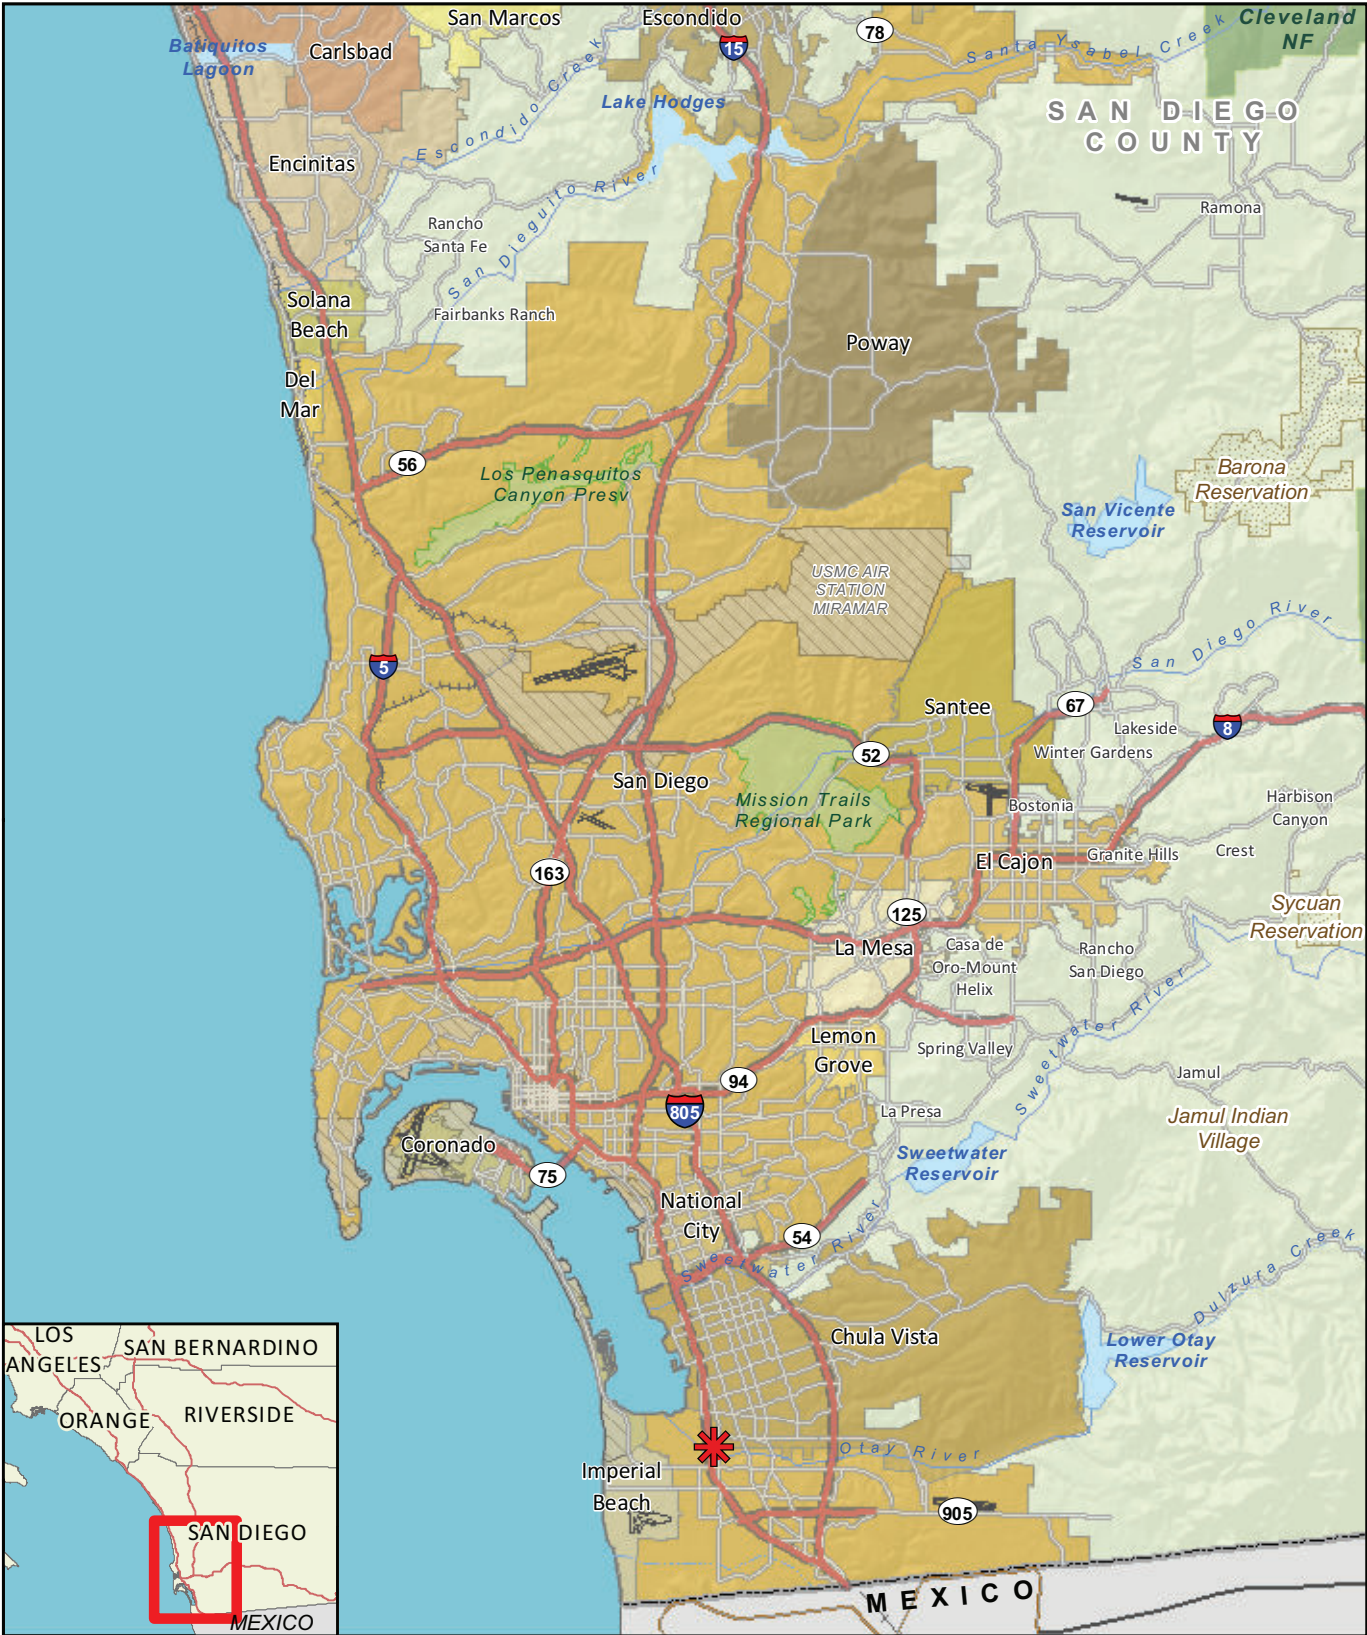 San Marcos
Escondido
78
Cleveland
NF
Batiquitos
Lagoon
Carlsbad
15
Santa Ysabel Creek
Escondido Creek
Lake Hodges
SAN DIEGO
COUNTY
Encinitas
San Dieguito River
Ramona
Rancho
Santa Fe
Solana
Beach
Fairbanks Ranch
Poway
Del
Mar
56
Los Penasquitos
Canyon Presv
Barona
Reservation
San Vicente
Reservoir
USMC AIR
STATION
MIRAMAR
San Diego River
5
Santee
67
Lakeside
8
Winter Gardens
52
San Diego
Mission Trails
Regional Park
Bostonia
Harbison
Canyon
163
El Cajon
Granite Hills
Crest
125
Sycuan
Reservation
La Mesa
Casa de
Oro-Mount
Helix
Rancho
San Diego
Sweetwater River
Lemon
Grove
Spring Valley
94
Jamul
805
La Presa
Jamul Indian
Village
Coronado
75
Sweetwater
Reservoir
National
City
54
Sweetwater River
Dulzura Creek
Chula Vista
Lower Otay
Reservoir
Otay River
Imperial
Beach
905
MEXICO
LOS
ANGELES
SAN BERNARDINO
ORANGE
RIVERSIDE
SAN DIEGO
MEXICO